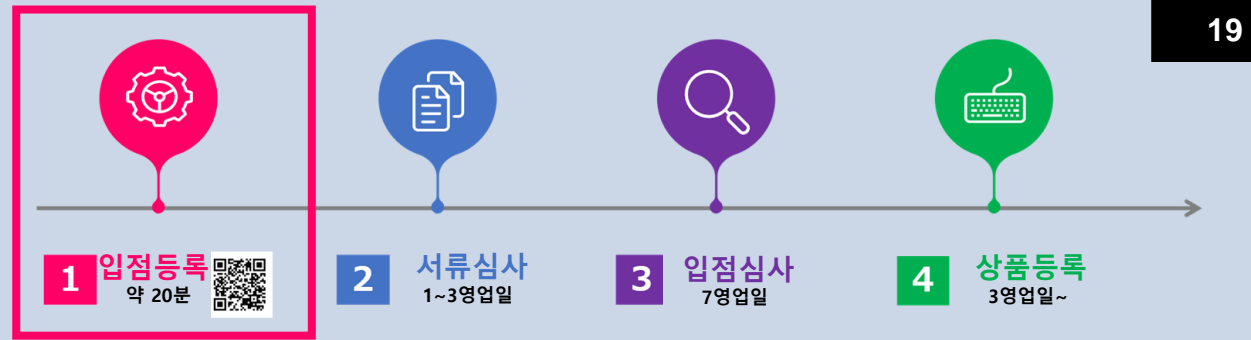 19
1 입점등록
약 20분
2 서류심사
1~3영업일
3 입점심사
7영업일
4 상품등록
3영업일~